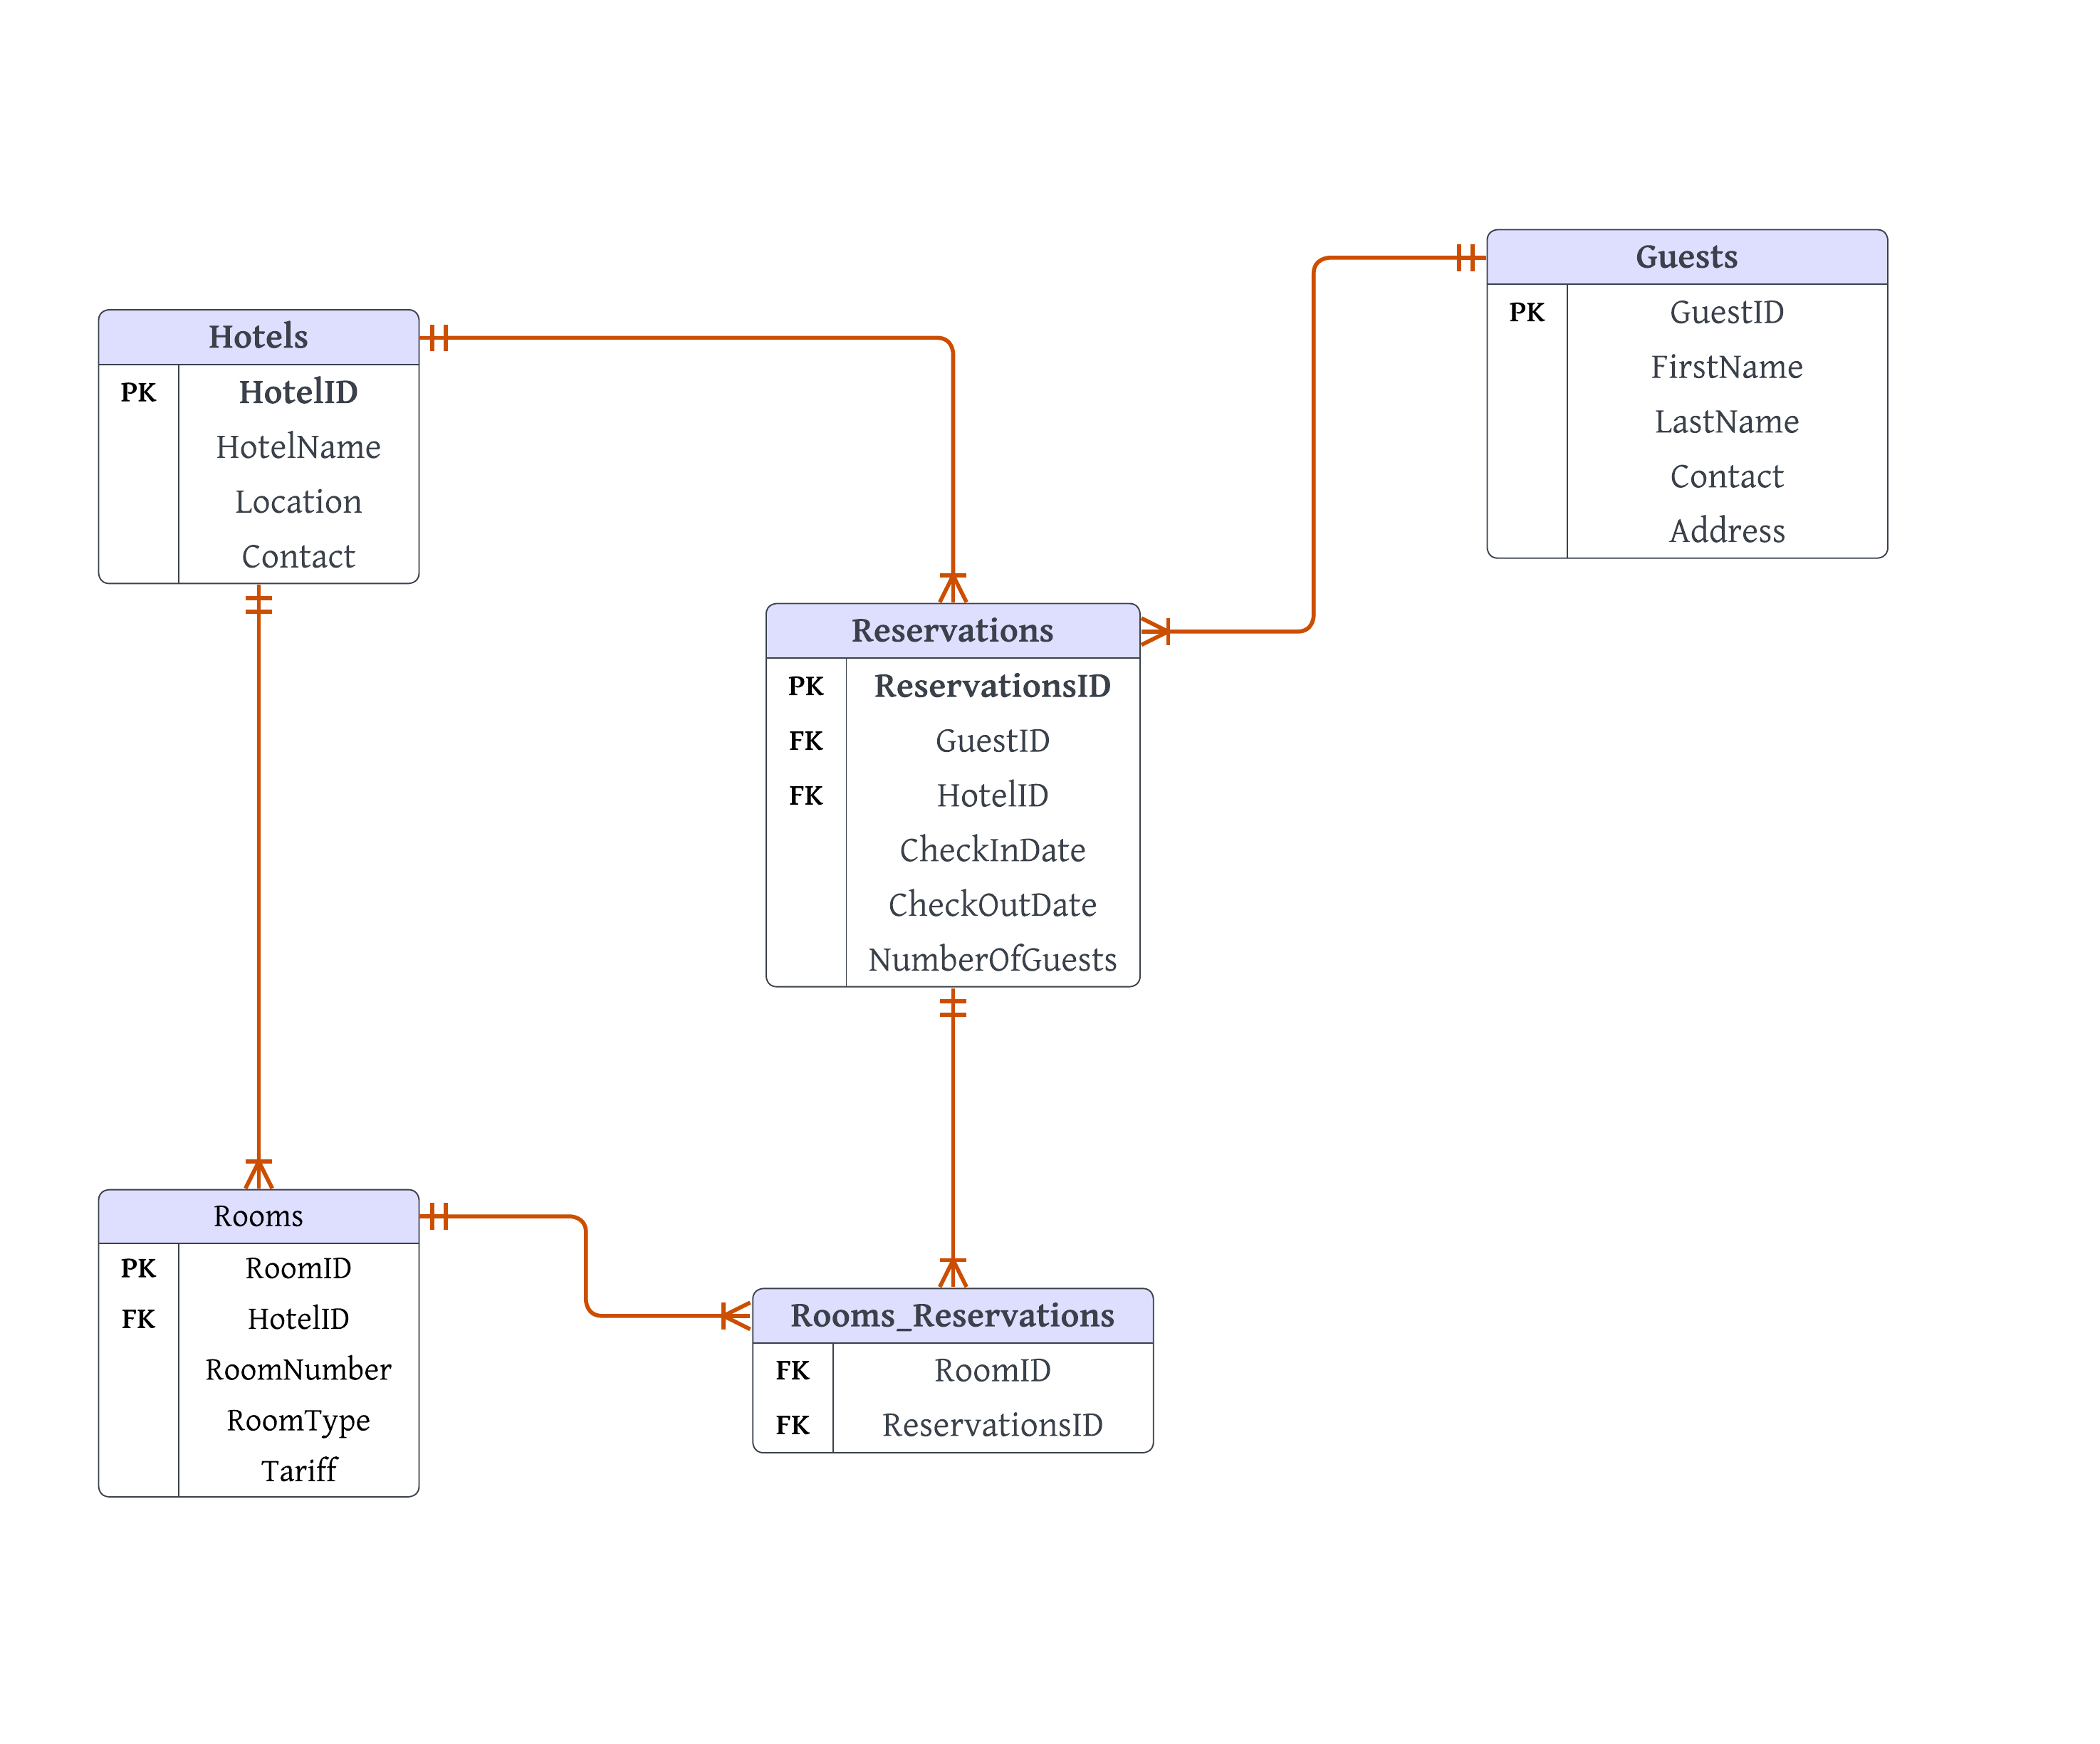 Guests
PK GuestID
FirstName
LastName
Contact
Address
Hotels
PK HotelID
HotelName
Location
Contact
Reservations
PK ReservationsID
FK GuestID
FK HotelID
CheckInDate
CheckOutDate
NumberOfGuests
Rooms
PK RoomID
FK HotelID
RoomNumber
RoomType
Tariff
Rooms_Reservations
FK RoomID
FK ReservationsID